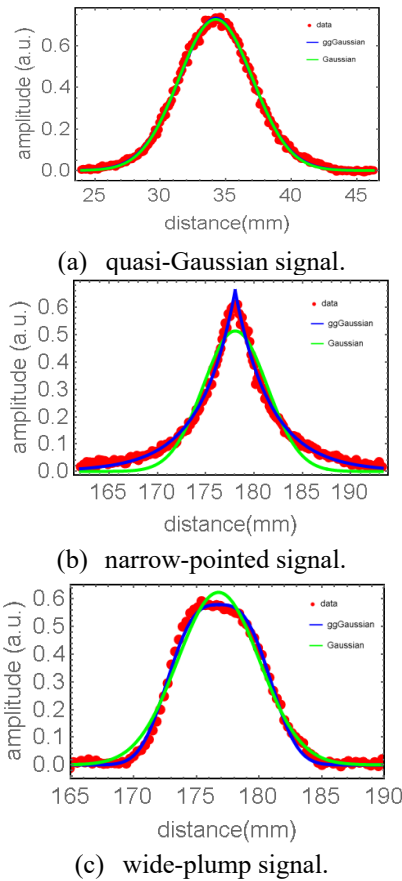 amplitude (a.u.)
0.6
0.4
0.2
0.0
data
ggGaussian
Gaussian
25 30 35 40 45
distance(mm)
(a) quasi-Gaussian signal.
amplitude (a.u.)
0.6
0.5
0.4
0.3
0.2
0.1
0.0
data
ggGaussian
Gaussian
165 170 175 180 185 190
distance(mm)
(b) narrow-pointed signal.
amplitude (a.u.)
0.6
0.5
0.4
0.3
0.2
0.1
0.0
data
ggGaussian
Gaussian
165 170 175 180 185 190
distance(mm)
(c) wide-plump signal.